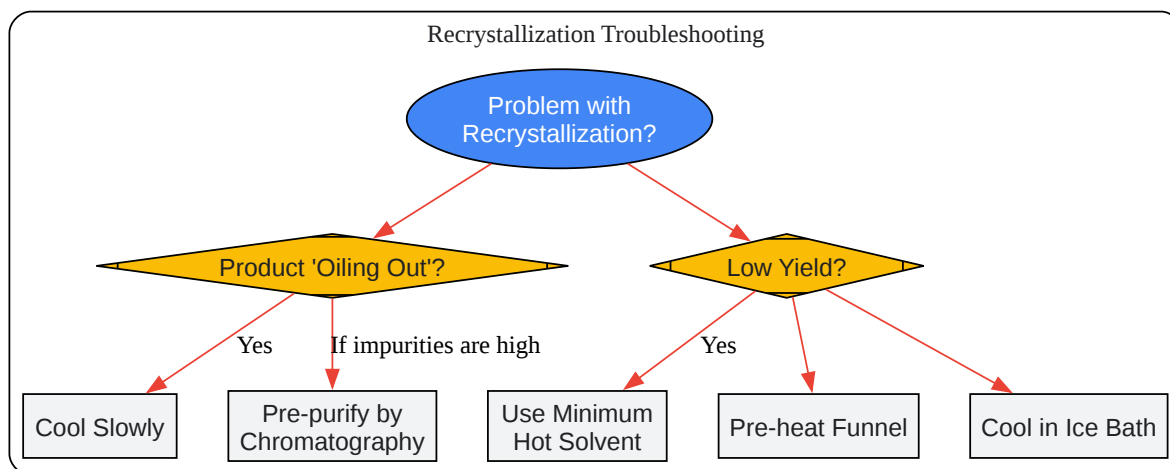 Recrystallization Troubleshooting
Problem with
Recrystallization?
Product 'Oiling Out'?
Low Yield?
Yes
If impurities are high
Yes
Cool Slowly
Pre-purify by
Chromatography
Use Minimum
Hot Solvent
Pre-heat Funnel
Cool in Ice Bath